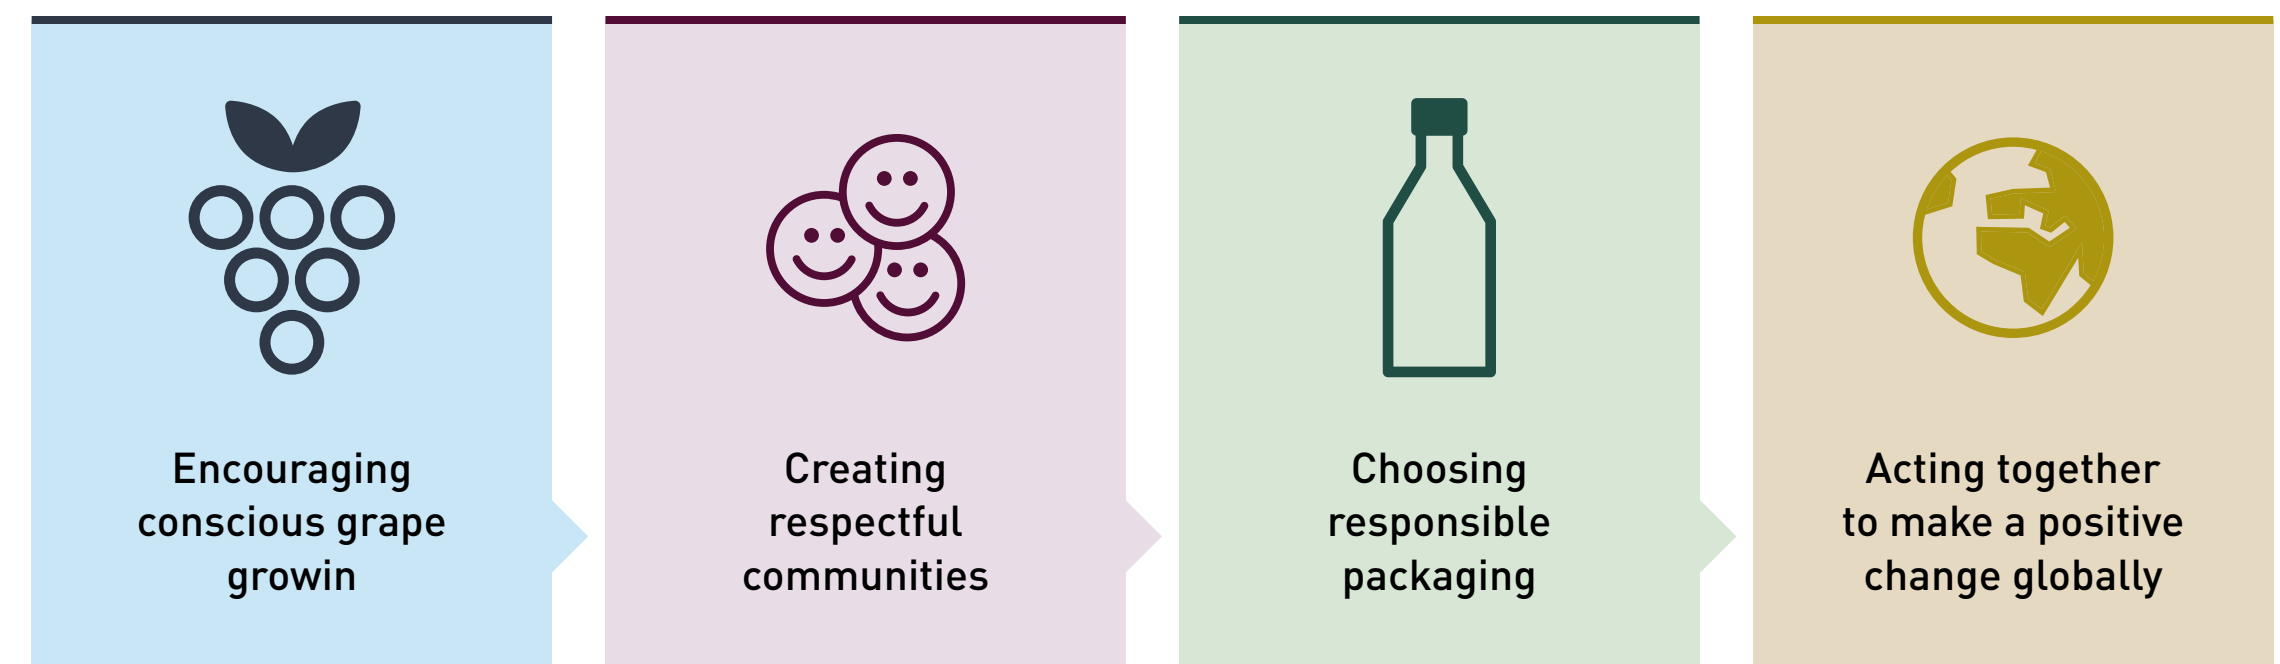 Encouraging
conscious grape
growin
Creating
respectful
communities
Choosing
responsible
packaging
Acting together
to make a positive
change globally